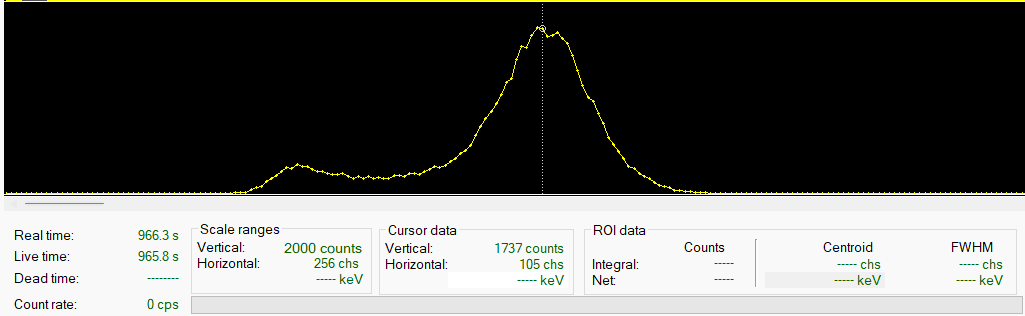 Real time: 966.3 s
Live time: 965.8 s
Dead time: --------
Count rate: 0 cps
Scale ranges
Vertical: 2000 counts
Horizontal: 256 chs
----- keV
Cursor data
Vertical: 1737 counts
Horizontal: 105 chs
----- keV
ROI data
Counts Centroid FWHM
Integral: ----- ----- chs ----- chs
Net: ----- ----- keV ----- keV